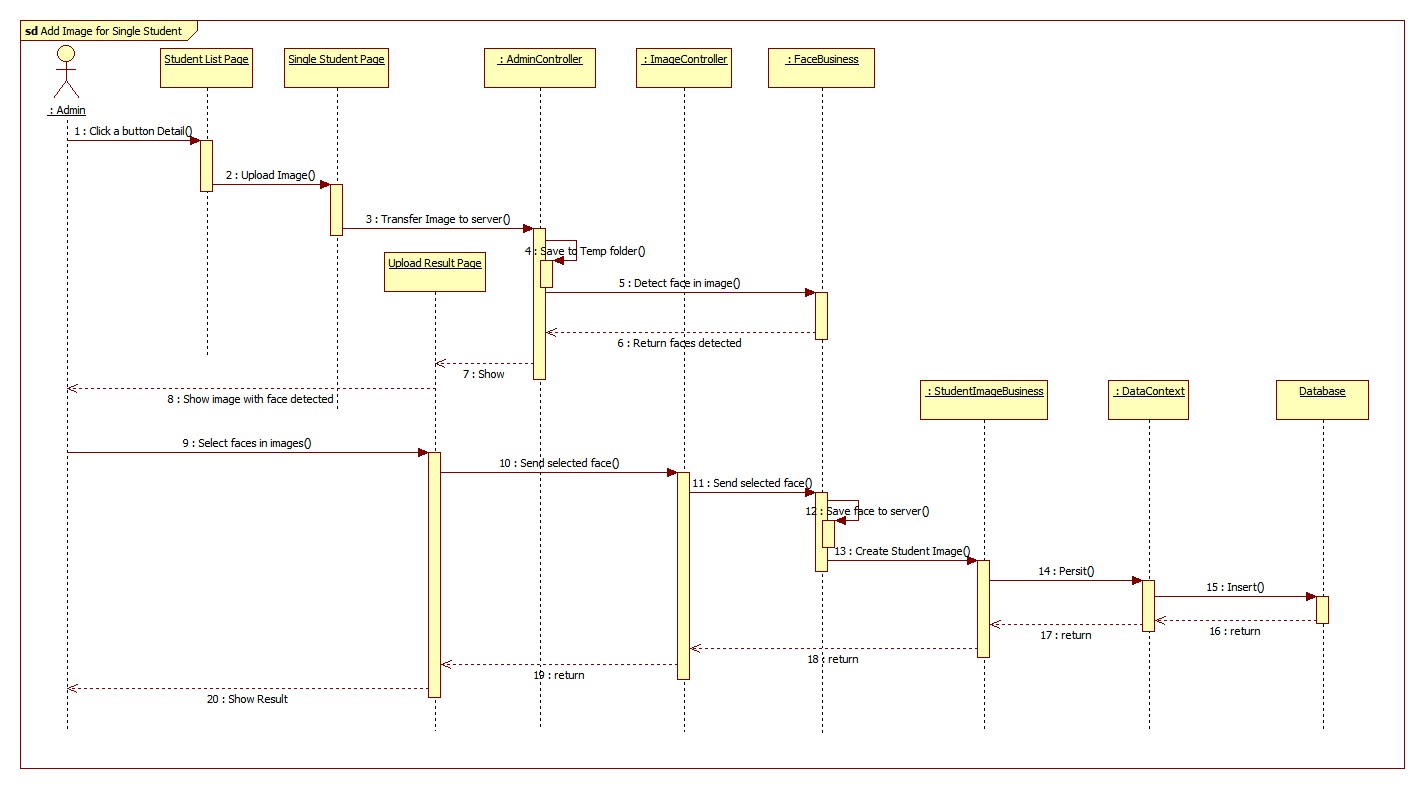 sd Add Image for Single Student
Student List Page
Single Student Page
: AdminController
: ImageController
: FaceBusiness
: Admin
1 : Click a button Detail()
2 : Upload Image()
3 : Transfer Image to server()
4 : Save to Temp folder()
Upload Result Page
5 : Detect face in image()
6 : Return faces detected
7 : Show
8 : Show image with face detected
: StudentImageBusiness
: DataContext
Database
9 : Select faces in images()
10 : Send selected face()
11 : Send selected face()
12 : Save face to server()
13 : Create Student Image()
14 : Persit()
15 : Insert()
16 : return
17 : return
18 : return
19 : return
20 : Show Result